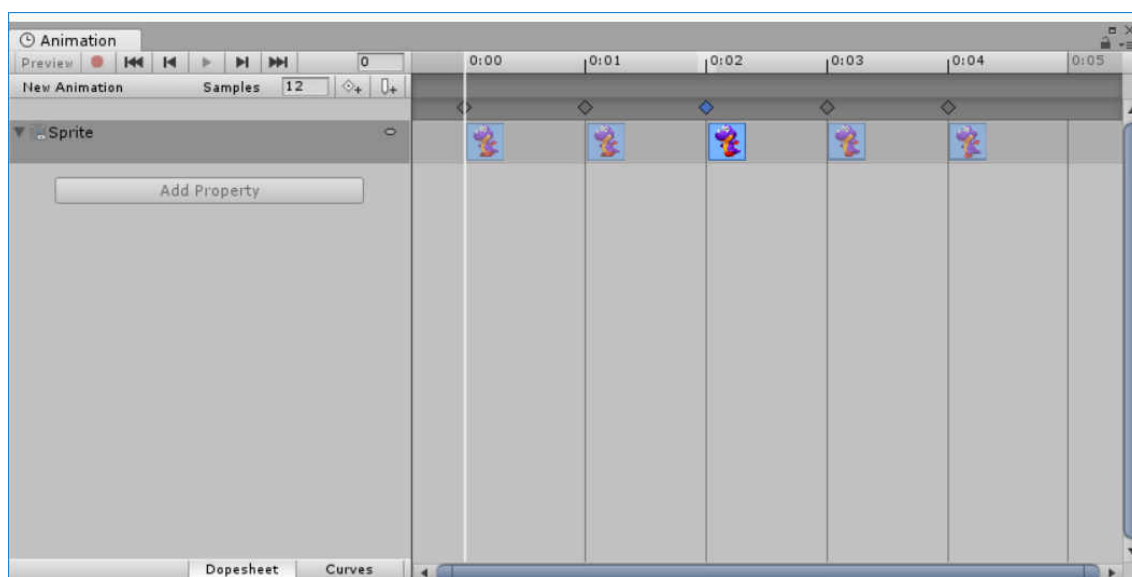 Animation
Preview 0 0:00 0:01 0:02 0:03 0:04 0:05
New Animation Samples 12
Sprite
Add Property
Dopesheet Curves